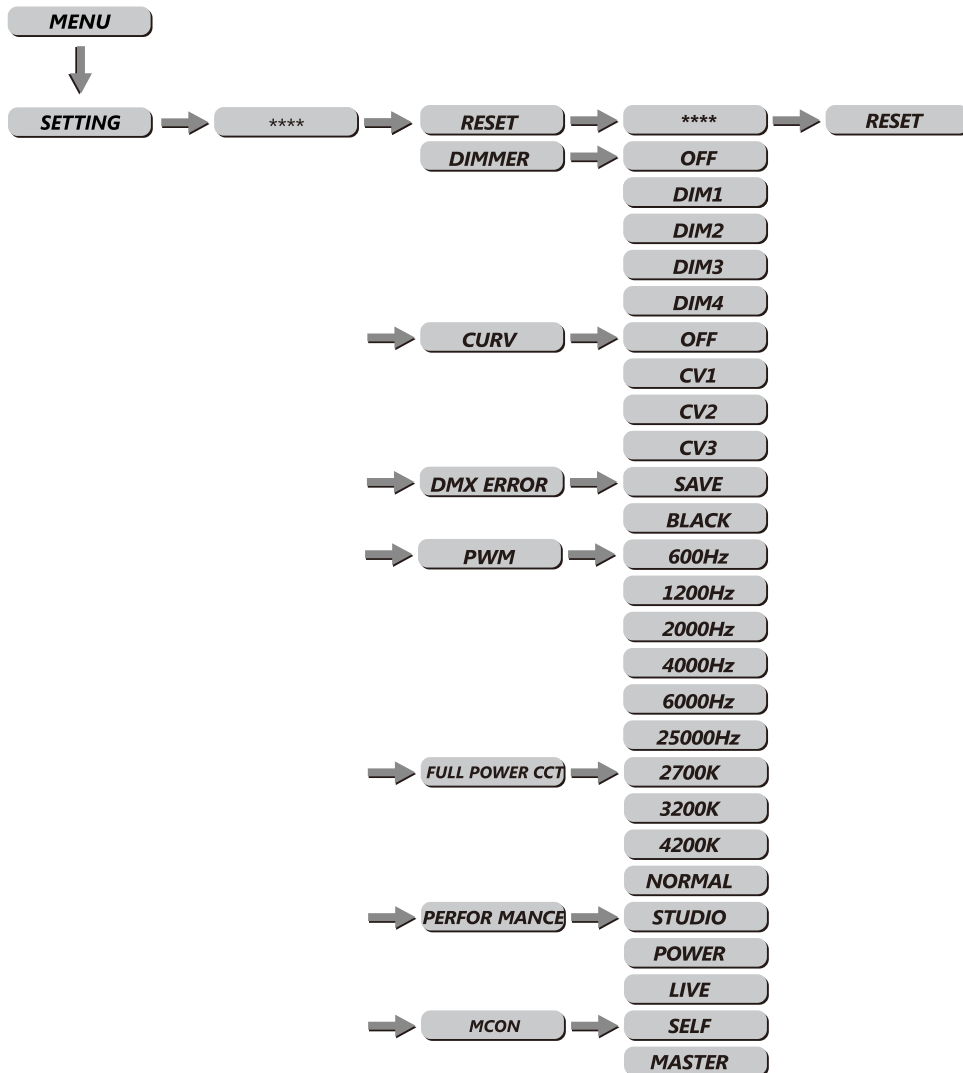 MENU
SETTING **** RESET **** RESET
DIMMER OFF
DIM1
DIM2
DIM3
DIM4
CURV OFF
CV1
CV2
CV3
DMX ERROR SAVE
BLACK
PWM 600Hz
1200Hz
2000Hz
4000Hz
6000Hz
25000Hz
FULL POWER CCT 2700K
3200K
4200K
NORMAL
PERFOR MANCE STUDIO
POWER
LIVE
MCON SELF
MASTER